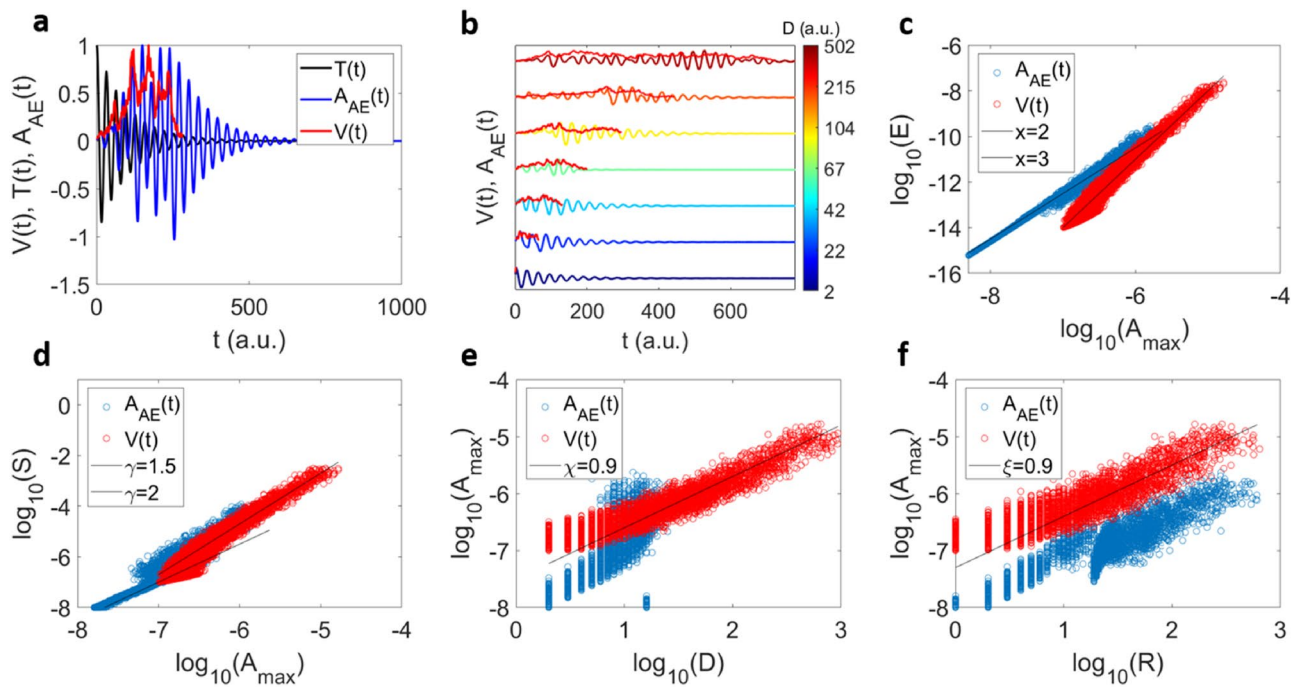 a
1
0.5
0
-0.5
-1
-1.5
V(t), T(t), A_AE(t)
T(t)
A_AE(t)
V(t)
0
500
1000
t (a.u.)
b
V(t), A_AE(t)
0
200
400
600
t (a.u.)
D (a.u.)
502
215
104
67
42
22
2
c
-6
-8
-10
-12
-14
-16
log₁₀(E)
A_AE(t)
V(t)
x=2
x=3
-8
-6
-4
log₁₀(A_max)
d
0
-2
-4
-6
-8
log₁₀(S)
A_AE(t)
V(t)
γ=1.5
γ=2
-8
-7
-6
-5
-4
log₁₀(A_max)
e
-4
-5
-6
-7
-8
log₁₀(A_max)
A_AE(t)
V(t)
χ=0.9
0
1
2
3
log₁₀(D)
f
-4
-5
-6
-7
-8
log₁₀(A_max)
A_AE(t)
V(t)
ξ=0.9
0
1
2
3
log₁₀(R)